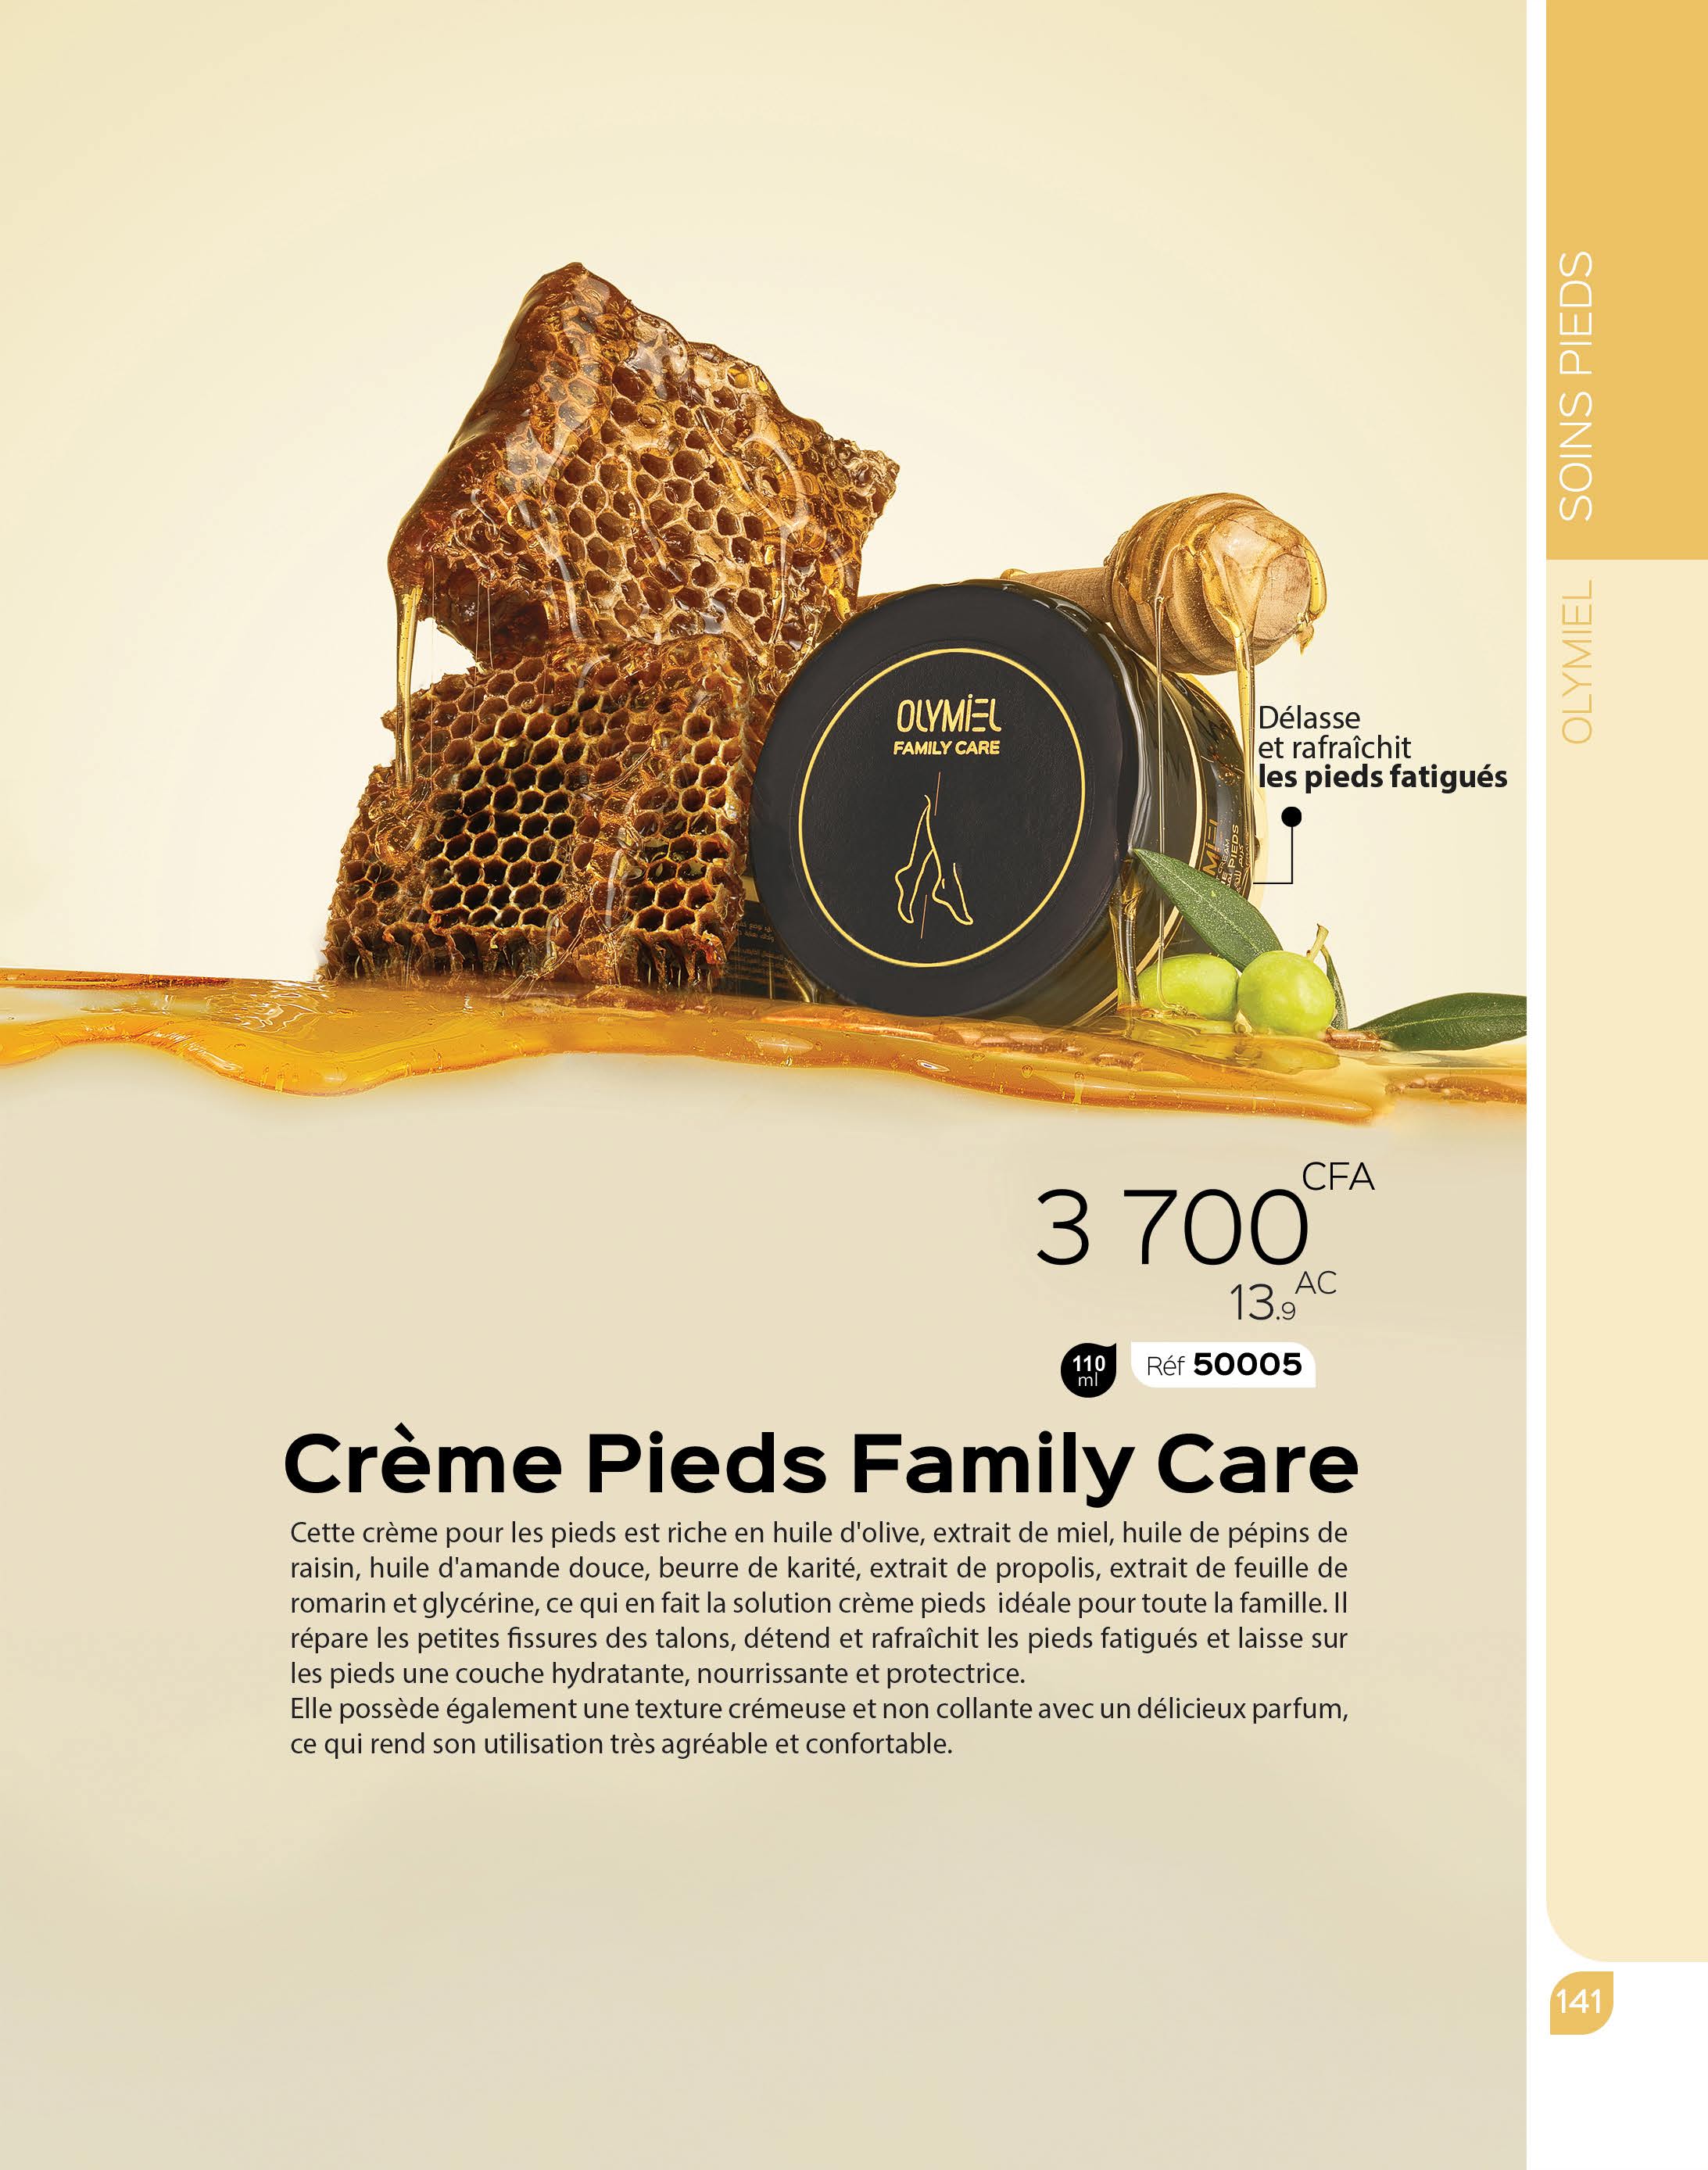 SOINS PIEDS
OLYMIEL
OLYMIEL
FAMILY CARE
Délasse
et rafraîchit
les pieds fatigués
3 700 CFA
13.9 AC
110
ml
Réf 50005
Crème Pieds Family Care
Cette crème pour les pieds est riche en huile d'olive, extrait de miel, huile de pépins de
raisin, huile d'amande douce, beurre de karité, extrait de propolis, extrait de feuille de
romarin et glycérine, ce qui en fait la solution crème pieds  idéale pour toute la famille. Il
répare les petites fissures des talons, détend et rafraîchit les pieds fatigués et laisse sur
les pieds une couche hydratante, nourrissante et protectrice.
Elle possède également une texture crémeuse et non collante avec un délicieux parfum,
ce qui rend son utilisation très agréable et confortable.
141